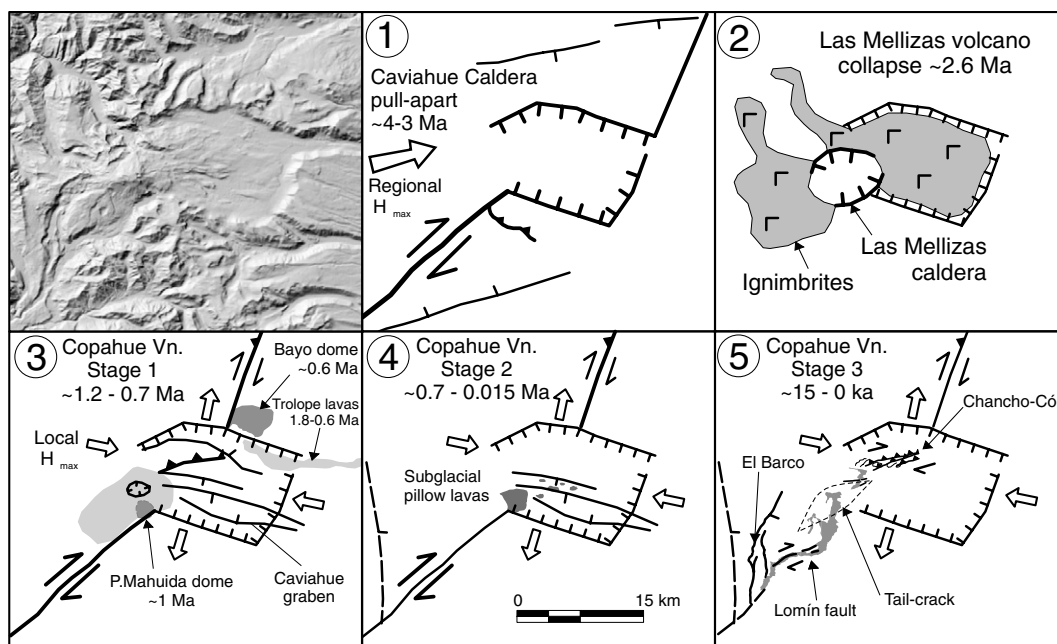 1
Caviahue Caldera
pull-apart
~4-3 Ma
Regional
H max
2
Las Mellizas volcano
collapse ~2.6 Ma
Ignimbrites
Las Mellizas
caldera
3
Copahue Vn.
Stage 1
~1.2 - 0.7 Ma
Bayo dome
~0.6 Ma
Trolope lavas
1.8-0.6 Ma
Local
H max
P.Mahuida dome
~1 Ma
Caviahue
graben
4
Copahue Vn.
Stage 2
~0.7 - 0.015 Ma
Subglacial
pillow lavas
0 15 km
5
Copahue Vn.
Stage 3
~15 - 0 ka
Chancho-Có
El Barco
Lomín fault
Tail-crack